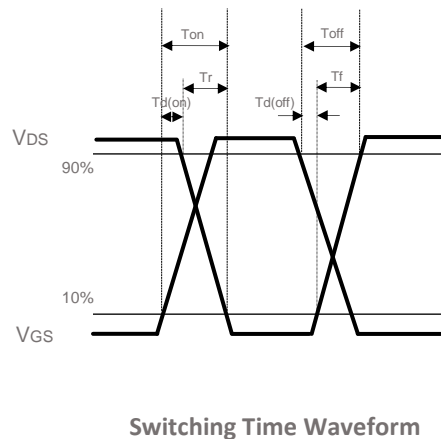 Ton
Toff
Tr
Tf
Td(on)
Td(off)
VDS
90%
10%
VGS
Switching Time Waveform